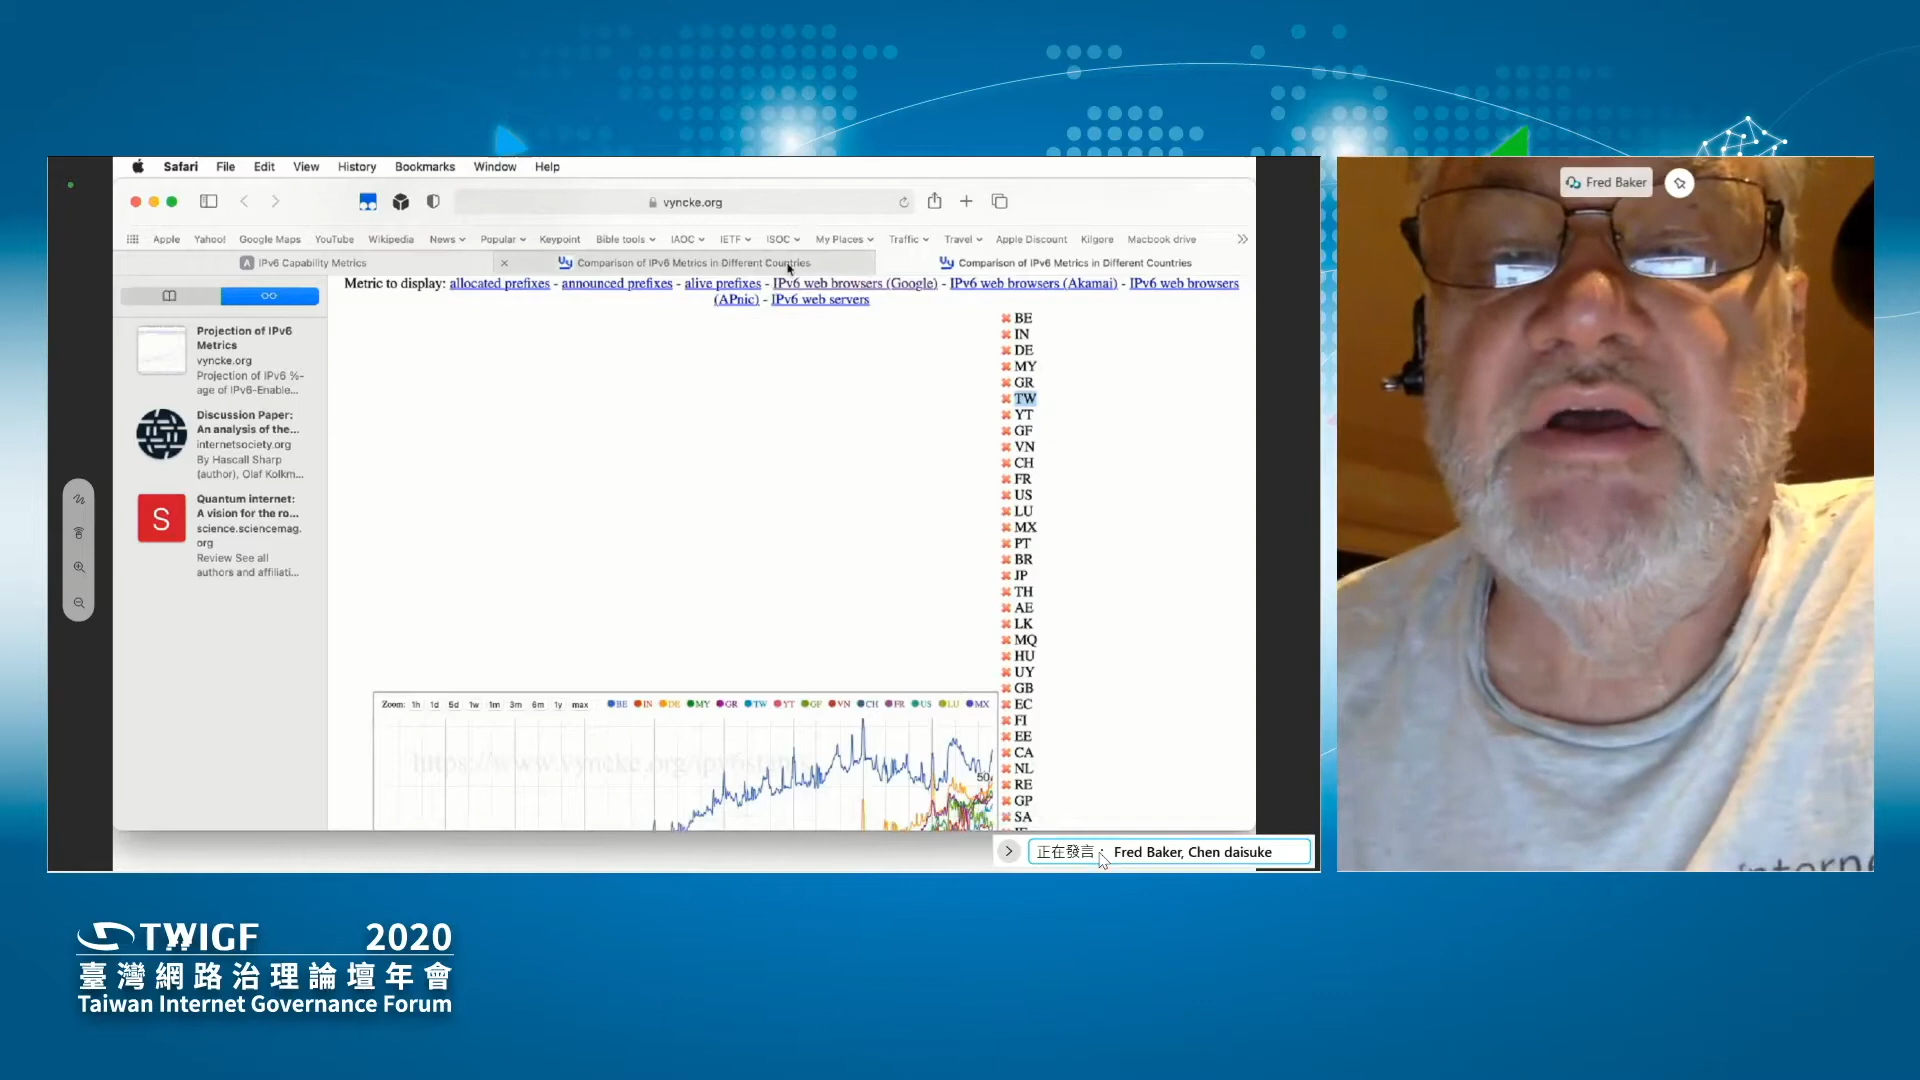 Safari File Edit View History Bookmarks Window Help
vyncke.org
Apple Yahoo! Google Maps YouTube Wikipedia News Popular Keypoint Bible tools IAOC IETF ISOC My Places Traffic Travel Apple Discount Kilgore Macbook drive
IPv6 Capability Metrics
Comparison of IPv6 Metrics in Different Countries
Comparison of IPv6 Metrics in Different Countries
Projection of IPv6
Metrics
vyncke.org
Projection of IPv6 %-
age of IPv6-Enable...
Discussion Paper:
An analysis of the...
internetsociety.org
By Hascall Sharp
(author), Olaf Kolkm...
S
Quantum internet:
A vision for the ro...
science.sciencemag.
org
Review See all
authors and affiliati...
Metric to display: allocated prefixes - announced prefixes - alive prefixes - IPv6 web browsers (Google) - IPv6 web browsers (Akamai) - IPv6 web browsers
(APnic) - IPv6 web servers
BE
IN
DE
MY
GR
TW
YT
GF
VN
CH
FR
US
LU
MX
PT
BR
JP
TH
AE
LK
MQ
HU
UY
GB
EC
FI
EE
CA
NL
RE
GP
SA
Zoom: 1h 1d 5d 1w 1m 3m 6m 1y max
BE IN DE MY GR TW YT GF VN CH FR US LU MX
50
正在發言: Fred Baker, Chen daisuke
Fred Baker
TWIGF 2020
臺灣網路治理論壇年會
Taiwan Internet Governance Forum